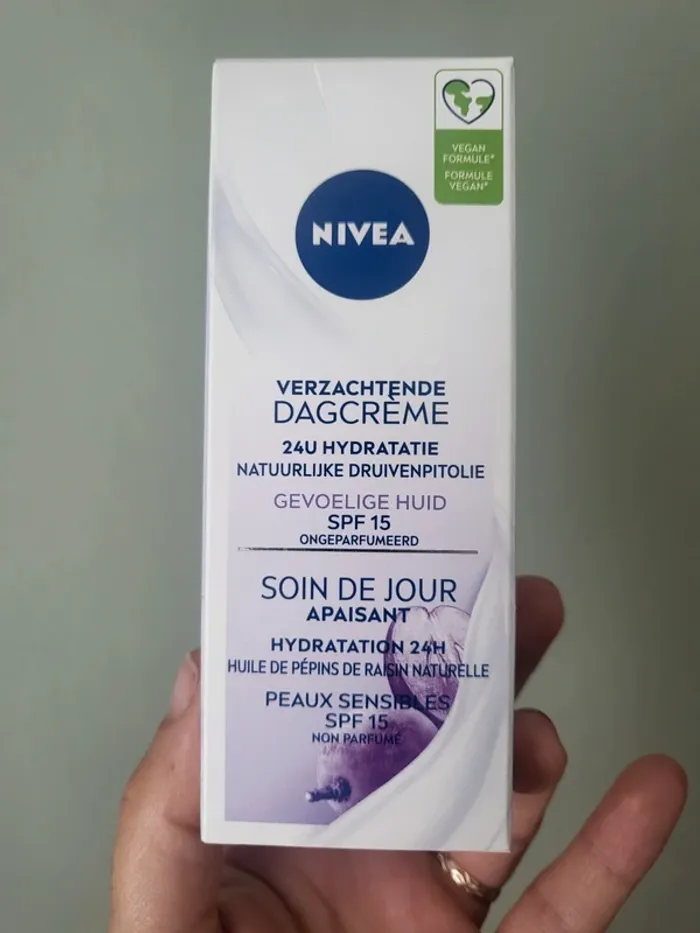 VEGAN
FORMULE*
FORMULE
VEGAN*
NIVEA
VERZACHTENDE
DAGCRÈME
24U HYDRATATIE
NATUURLIJKE DRUIVENPITOLIE
GEVOELIGE HUID
SPF 15
ONGEPARFUMEERD
SOIN DE JOUR
APAISANT
HYDRATATION 24H
HUILE DE PÉPINS DE RAISIN NATURELLE
PEAUX SENSIBLES
SPF 15
NON PARFUMÉ